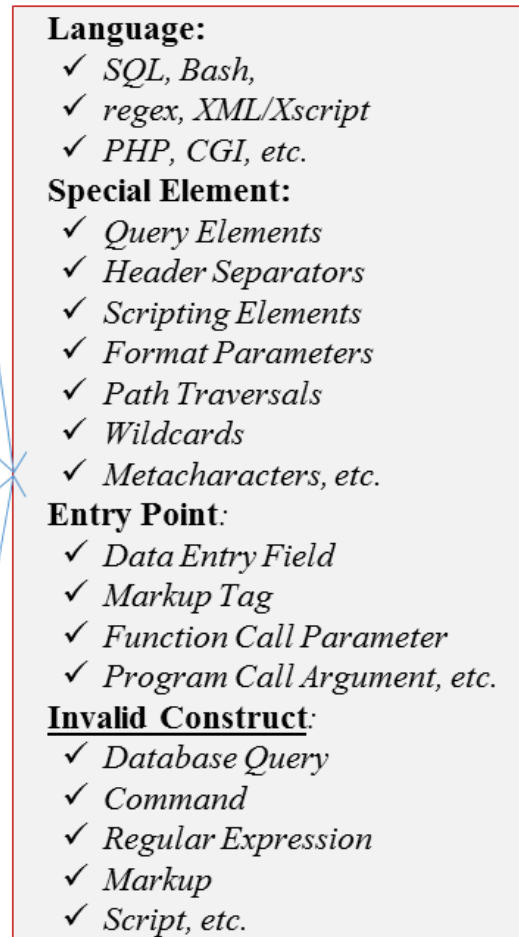 Language:
✓ SQL, Bash,
✓ regex, XML/Xscript
✓ PHP, CGI, etc.
Special Element:
✓ Query Elements
✓ Header Separators
✓ Scripting Elements
✓ Format Parameters
✓ Path Traversals
✓ Wildcards
✓ Metacharacters, etc.
Entry Point:
✓ Data Entry Field
✓ Markup Tag
✓ Function Call Parameter
✓ Program Call Argument, etc.
Invalid Construct:
✓ Database Query
✓ Command
✓ Regular Expression
✓ Markup
✓ Script, etc.